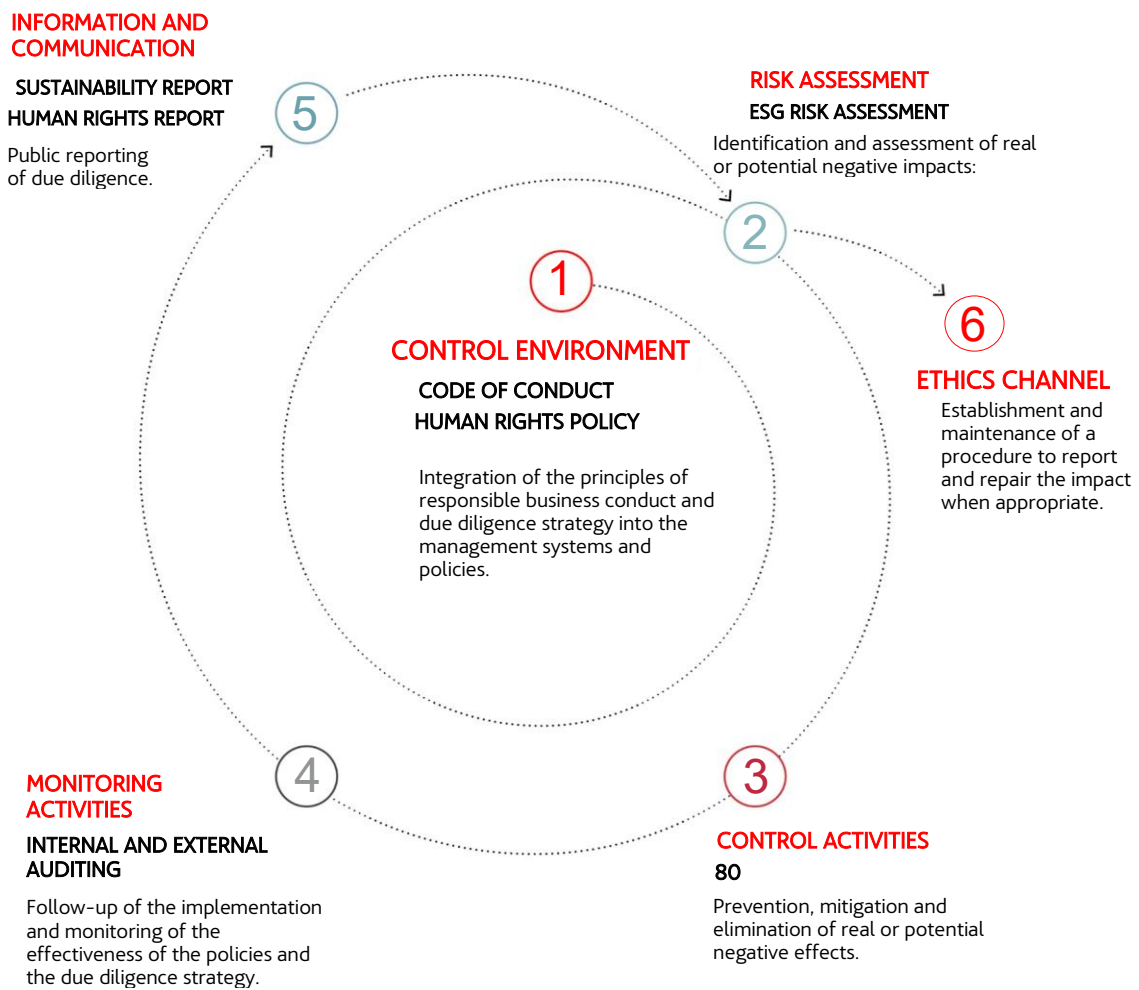 INFORMATION AND
COMMUNICATION
SUSTAINABILITY REPORT
HUMAN RIGHTS REPORT
Public reporting
of due diligence.
5
RISK ASSESSMENT
ESG RISK ASSESSMENT
Identification and assessment of real
or potential negative impacts:
2
1
CONTROL ENVIRONMENT
CODE OF CONDUCT
HUMAN RIGHTS POLICY
Integration of the principles of
responsible business conduct and
due diligence strategy into the
management systems and
policies.
6
ETHICS CHANNEL
Establishment and
maintenance of a
procedure to report
and repair the impact
when appropriate.
4
MONITORING
ACTIVITIES
INTERNAL AND EXTERNAL
AUDITING
Follow-up of the implementation
and monitoring of the
effectiveness of the policies and
the due diligence strategy.
3
CONTROL ACTIVITIES
80
Prevention, mitigation and
elimination of real or potential
negative effects.